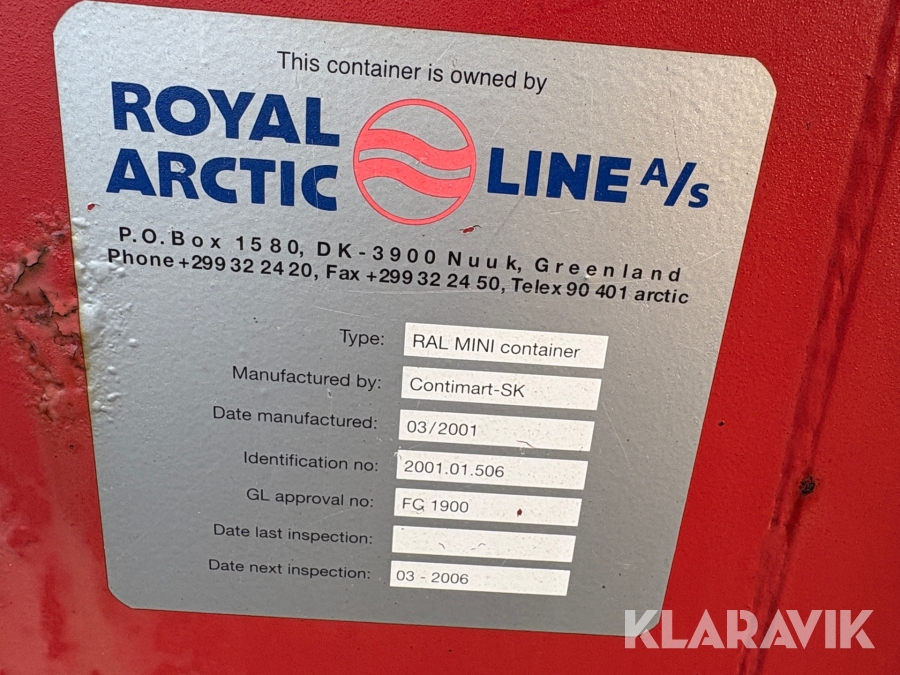 This container is owned by
ROYAL
ARCTIC LINE A/S
P.O.Box 1580, DK-3900 Nuuk, Greenland
Phone +299 32 24 20, Fax +299 32 24 50, Telex 90 401 arctic
Type: RAL MINI container
Manufactured by: Contimart-SK
Date manufactured: 03/2001
Identification no: 2001.01.506
GL approval no: FG 1900
Date last inspection:
Date next inspection: 03 - 2006
KLARAVIK